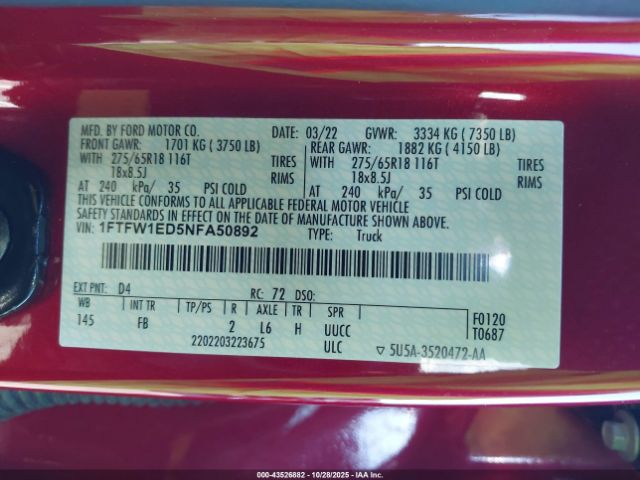 MFD. BY FORD MOTOR CO.
DATE: 03/22 GVWR: 3334 KG ( 7350 LB)
FRONT GAWR: 1701 KG ( 3750 LB) REAR GAWR: 1882 KG ( 4150 LB)
WITH 275/65R18 116T TIRES WITH 275/65R18 116T TIRES
18x8.5J RIMS 18x8.5J RIMS
AT 240 kPa/ 35 PSI COLD AT 240 kPa/ 35 PSI COLD
THIS VEHICLE CONFORMS TO ALL APPLICABLE FEDERAL MOTOR VEHICLE
SAFETY STANDARDS IN EFFECT ON THE DATE OF MANUFACTURE SHOWN ABOVE.
VIN: 1FTFW1ED5NFA50892
TYPE: Truck
EXT PNT: D4 RC: 72 DSO:
WB INT TR TP/PS R AXLE TR SPR F0120
145 FB 2 L6 H UUCC T0687
2202203223675 ULC ▽ 5U5A-3520472-AA
000-43526882 - 10/28/2025 - IAA, Inc.